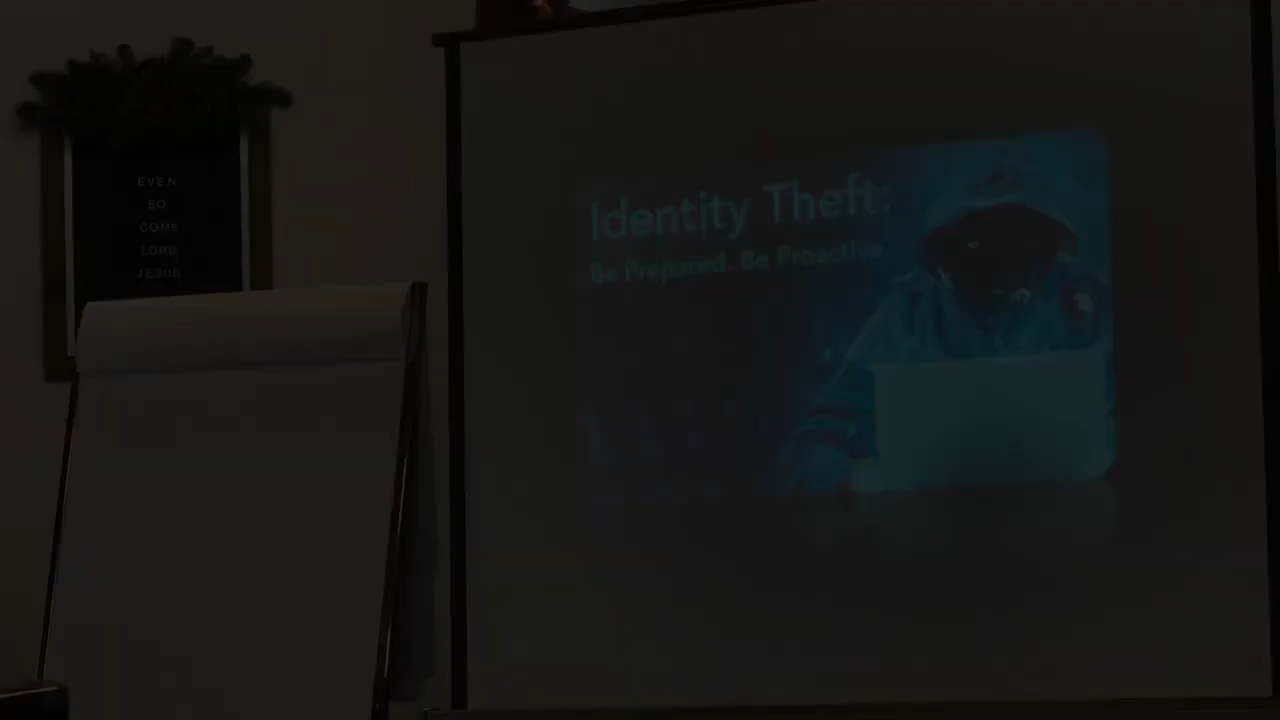 EVEN
SO
COME
LORD
JESUS
Identity Theft:
Be Prepared. Be Proactive